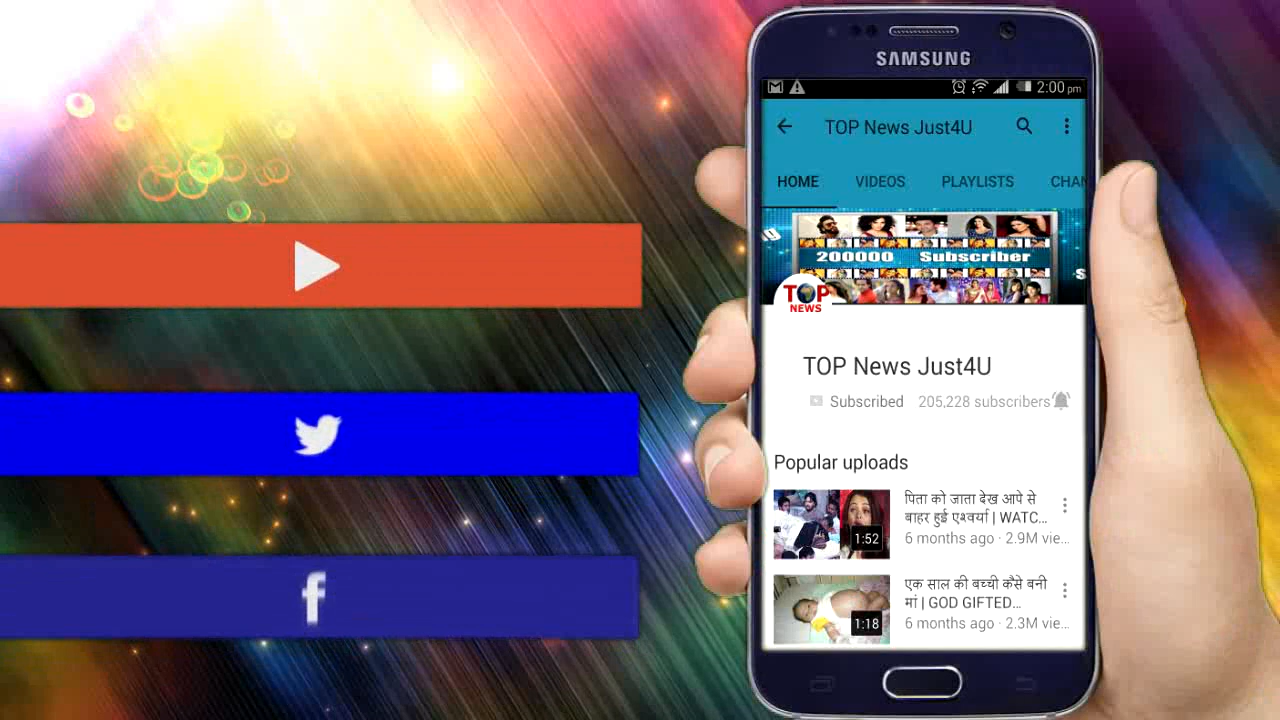 SAMSUNG
2:00 pm
TOP News Just4U
HOME VIDEOS PLAYLISTS CHAN
200000 Subscriber
TOP
NEWS
TOP News Just4U
Subscribed 205,228 subscribers
Popular uploads
पिता को जाता देख आपे से
बाहर हुई एश्वर्या | WATC...
6 months ago · 2.9M vie...
1:52
एक साल की बच्ची कैसे बनी
मां | GOD GIFTED...
6 months ago · 2.3M vie...
1:18